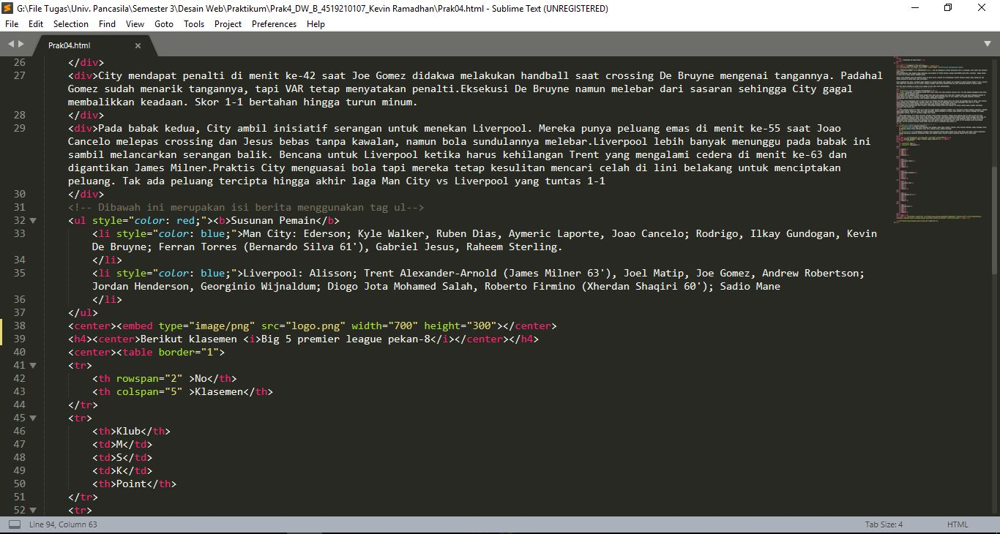 G:\File Tugas\Univ. Pancasila\Semester 3\Desain Web\Praktikum\Prak4_DW_B_4519210107_Kevin Ramadhan\Prak04.html - Sublime Text (UNREGISTERED)
File Edit Selection Find View Goto Tools Project Preferences Help
Prak04.html
26 </div>
27 <div>City mendapat penalti di menit ke-42 saat Joe Gomez didakwa melakukan handball saat crossing De Bruyne mengenai tangannya. Padahal
Gomez sudah menarik tangannya, tapi VAR tetap menyatakan penalti.Eksekusi De Bruyne namun melebar dari sasaran sehingga City gagal
membalikkan keadaan. Skor 1-1 bertahan hingga turun minum.
28 </div>
29 <div>Pada babak kedua, City ambil inisiatif serangan untuk menekan Liverpool. Mereka punya peluang emas di menit ke-55 saat Joao
Cancelo melepas crossing dan Jesus bebas tanpa kawalan, namun bola sundulannya melebar.Liverpool lebih banyak menunggu pada babak ini
sambil melancarkan serangan balik. Bencana untuk Liverpool ketika harus kehilangan Trent yang mengalami cedera di menit ke-63 dan
digantikan James Milner.Praktis City menguasai bola tapi mereka tetap kesulitan mencari celah di lini belakang untuk menciptakan
peluang. Tak ada peluang tercipta hingga akhir laga Man City vs Liverpool yang tuntas 1-1
30 </div>
31 <!-- Dibawah ini merupakan isi berita menggunakan tag ul-->
32 <ul style="color: red;"><b>Susunan Pemain</b>
33 <li style="color: blue;">Man City: Ederson; Kyle Walker, Ruben Dias, Aymeric Laporte, Joao Cancelo; Rodrigo, Ilkay Gundogan, Kevin
De Bruyne; Ferran Torres (Bernardo Silva 61'), Gabriel Jesus, Raheem Sterling.
34 </li>
35 <li style="color: blue;">Liverpool: Alisson; Trent Alexander-Arnold (James Milner 63'), Joel Matip, Joe Gomez, Andrew Robertson;
Jordan Henderson, Georginio Wijnaldum; Diogo Jota Mohamed Salah, Roberto Firmino (Xherdan Shaqiri 60'); Sadio Mane
36 </li>
37 </ul>
38 <center><embed type="image/png" src="logo.png" width="700" height="300"></center>
39 <h4><center>Berikut klasemen <i>Big 5 premier league pekan-8</i></center></h4>
40 <center><table border="1">
41 <tr>
42 <th rowspan="2" >No</th>
43 <th colspan="5" >Klasemen</th>
44 </tr>
45 <tr>
46 <th>Klub</th>
47 <td>M</td>
48 <td>S</td>
49 <td>K</td>
50 <th>Point</th>
51 </tr>
52 <tr>
Line 94, Column 63 Tab Size: 4 HTML